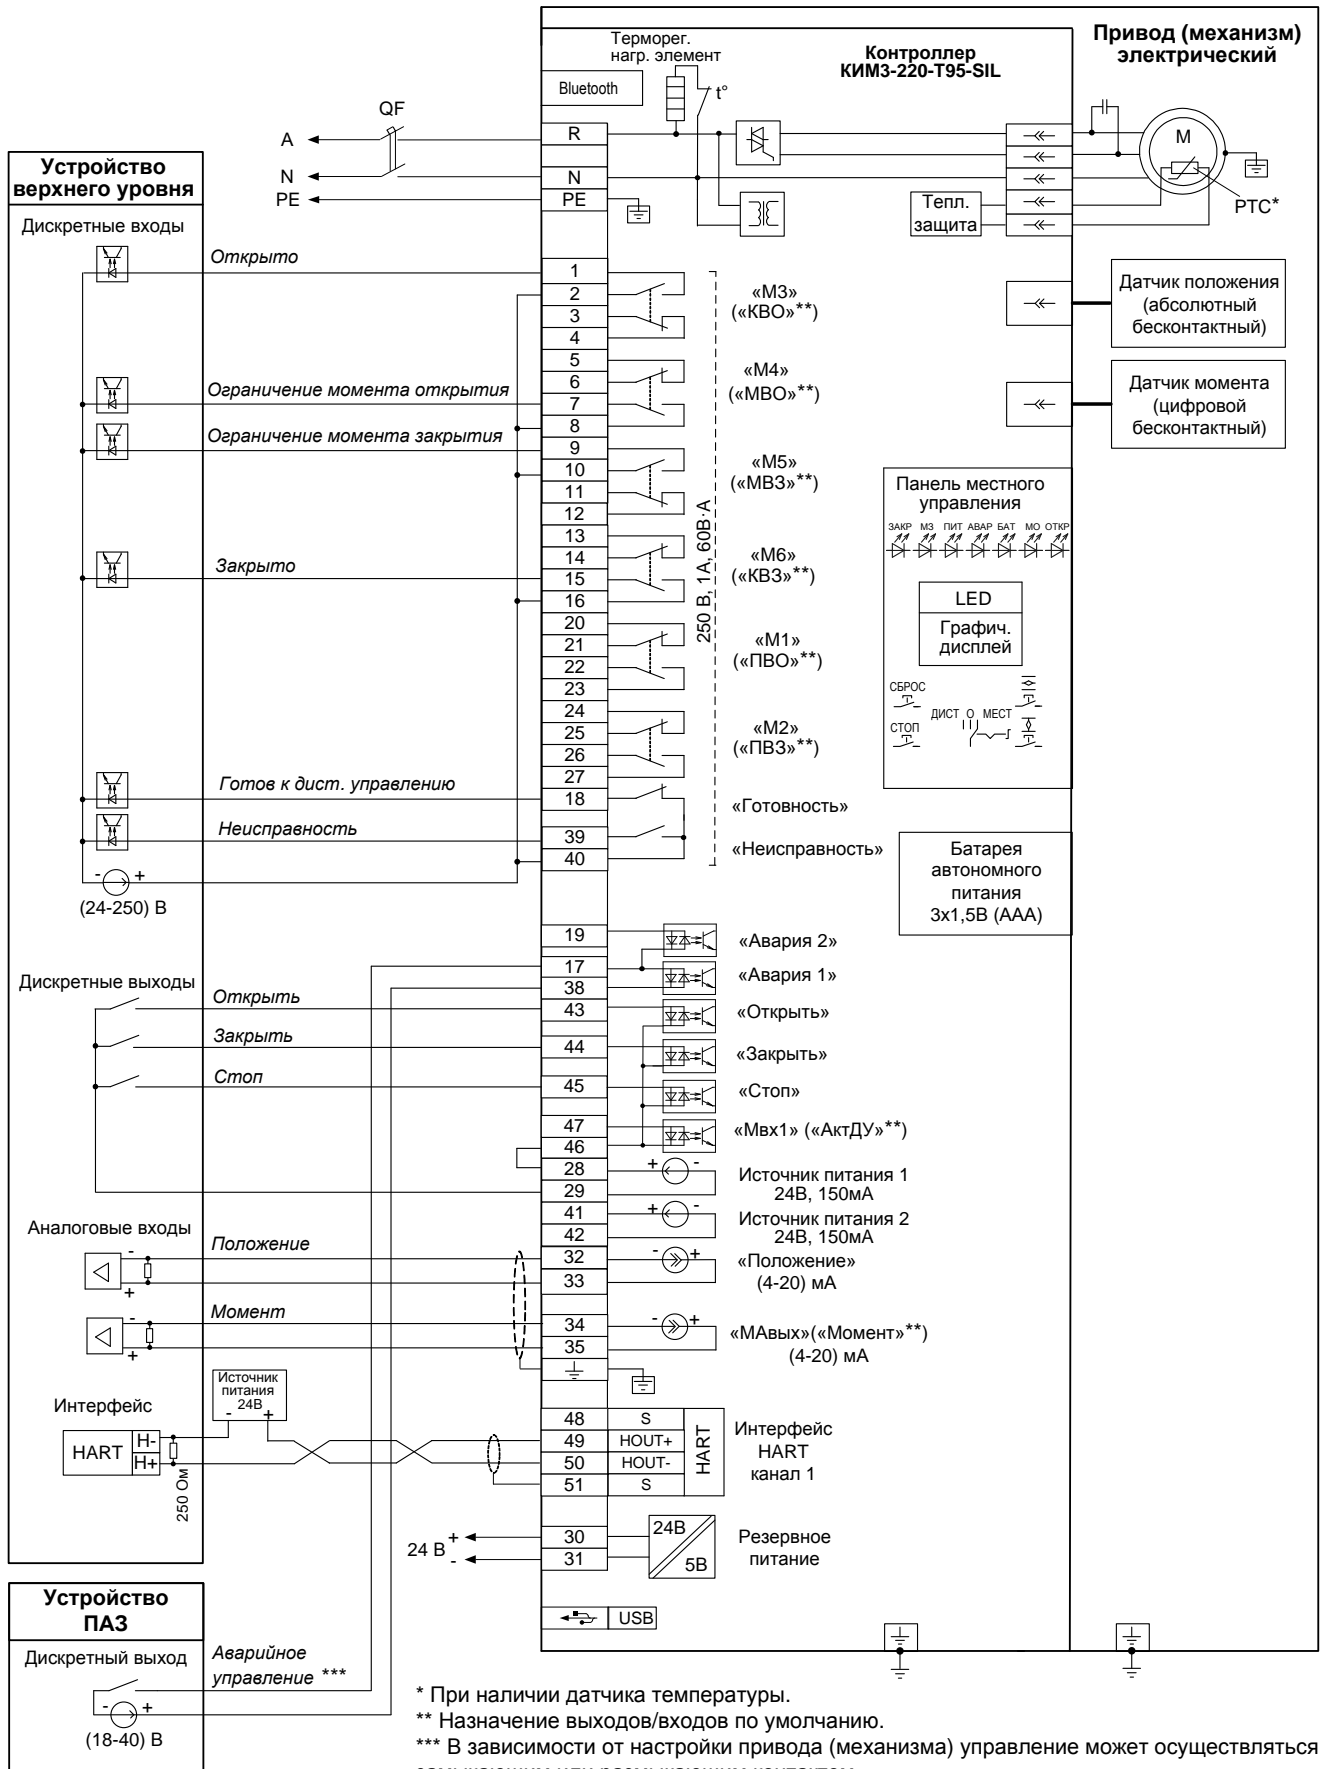 Привод (механизм)
электрический
Контроллер
КИМ3-220-Т95-SIL
Терморег.
нагр. элемент
Bluetooth
t°
QF
A
R
N
N
PE
PE
M
PTC*
Тепл.
защита
Устройство
верхнего уровня
Дискретные входы
Открыто
1
2
3
4
«М3»
(«КВО»**)
Датчик положения
(абсолютный
бесконтактный)
5
6
7
8
«М4»
(«МВО»**)
Ограничение момента открытия
Датчик момента
(цифровой
бесконтактный)
Ограничение момента закрытия
9
10
11
12
«М5»
(«МВЗ»**)
13
14
15
16
«М6»
(«КВЗ»**)
Закрыто
250 В, 1А, 60В·А
20
21
22
23
«М1»
(«ПВО»**)
24
25
26
27
«М2»
(«ПВЗ»**)
Готов к дист. управлению
18
«Готовность»
Неисправность
39
40
«Неисправность»
- +
(24-250) В
Панель местного
управления
ЗАКР МЗ ПИТ АВАР БАТ МО ОТКР
LED
Графич.
дисплей
СБРОС
СТОП
ДИСТ О МЕСТ
Батарея
автономного
питания
3х1,5В (ААА)
19
«Авария 2»
17
38
«Авария 1»
Дискретные выходы
Открыть
43
«Открыть»
Закрыть
44
«Закрыть»
Стоп
45
«Стоп»
47
46
«Мвх1» («АктДУ»**)
28
29
+ -
Источник питания 1
24В, 150мА
41
42
+ -
Источник питания 2
24В, 150мА
Аналоговые входы
Положение
-
+
32
33
- +
«Положение»
(4-20) мА
Момент
-
+
34
35
- +
«МАвых»(«Момент»**)
(4-20) мА
Источник
питания
24В
- +
Интерфейс
HART
H-
H+
250 Ом
48 S
49 HOUT+
50 HOUT-
51 S
HART
Интерфейс
HART
канал 1
24 В
+
-
30
31
24В
5В
Резервное
питание
USB
Устройство
ПАЗ
Дискретный выход
Аварийное
управление ***
- +
(18-40) В
* При наличии датчика температуры.
** Назначение выходов/входов по умолчанию.
*** В зависимости от настройки привода (механизма) управление может осуществляться